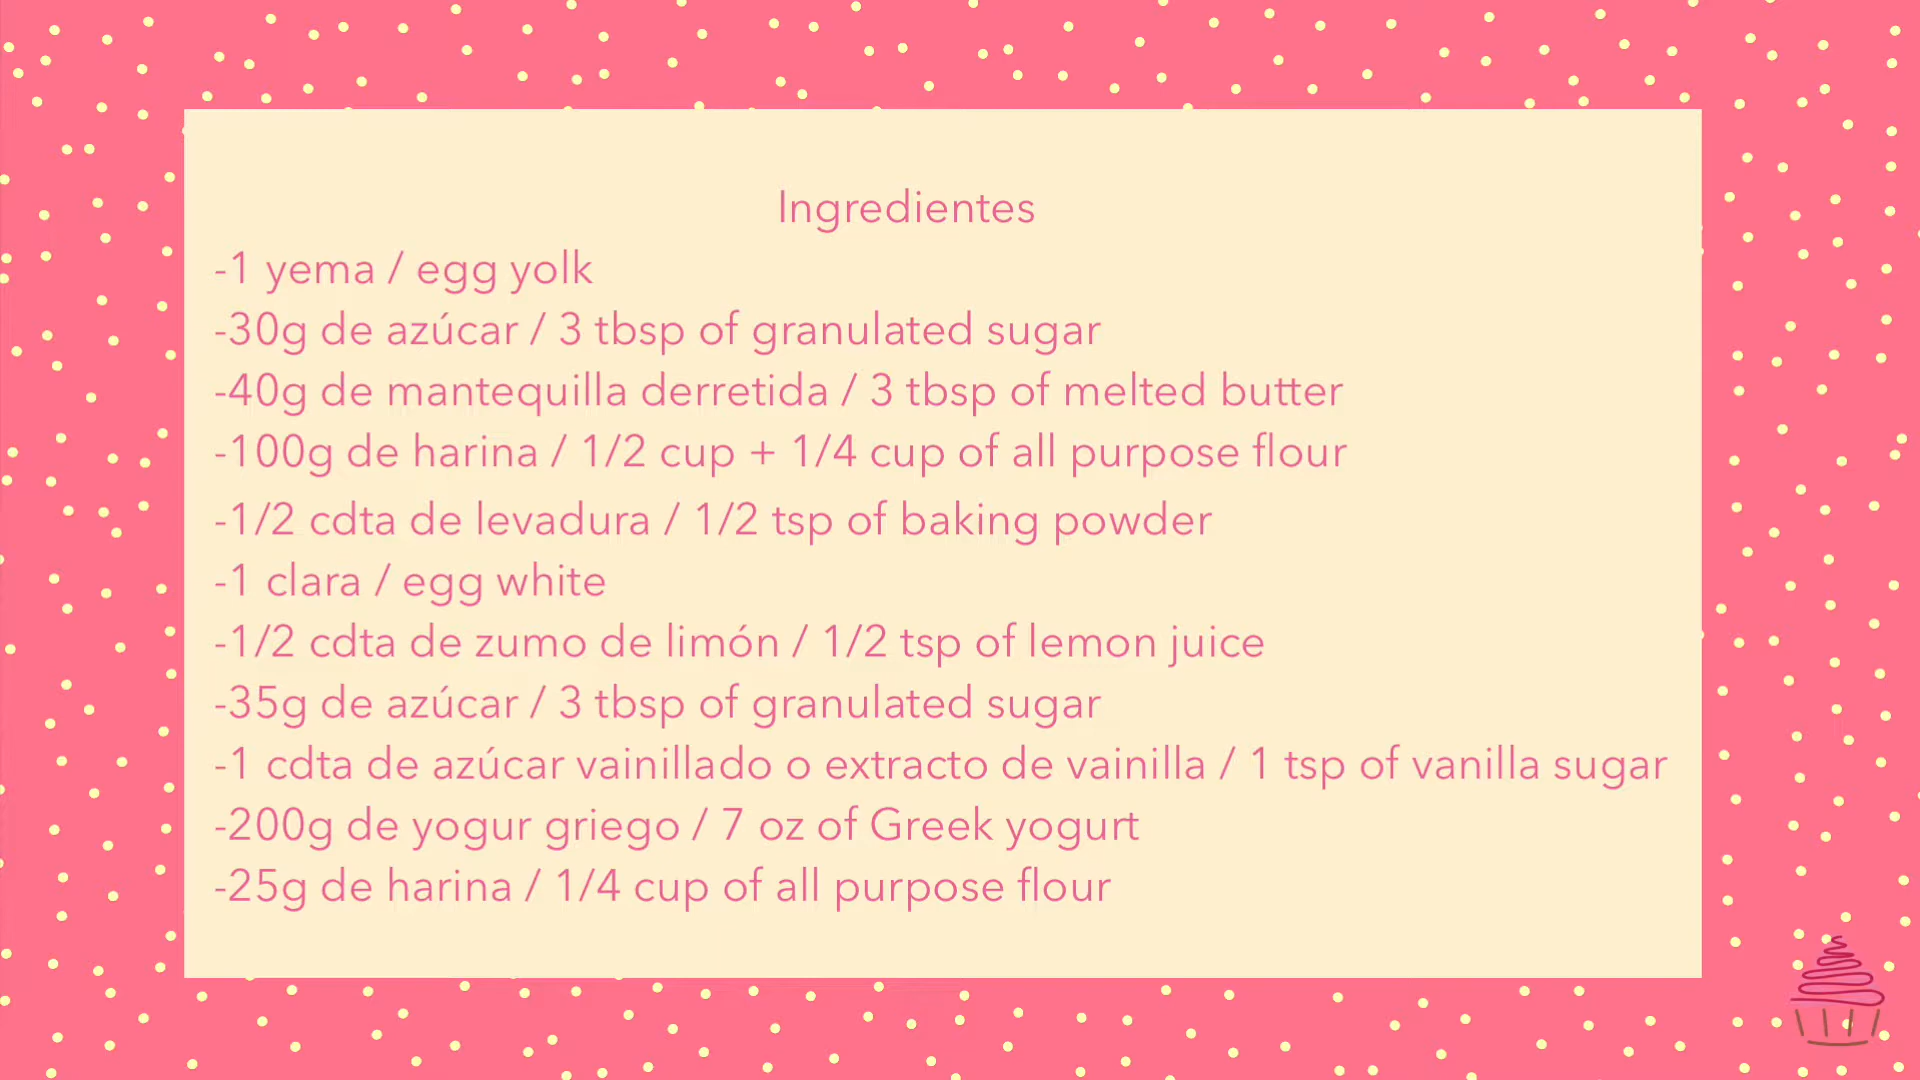 Ingredientes
-1 yema / egg yolk
-30g de azúcar / 3 tbsp of granulated sugar
-40g de mantequilla derretida / 3 tbsp of melted butter
-100g de harina / 1/2 cup + 1/4 cup of all purpose flour
-1/2 cdta de levadura / 1/2 tsp of baking powder
-1 clara / egg white
-1/2 cdta de zumo de limón / 1/2 tsp of lemon juice
-35g de azúcar / 3 tbsp of granulated sugar
-1 cdta de azúcar vainillado o extracto de vainilla / 1 tsp of vanilla sugar
-200g de yogur griego / 7 oz of Greek yogurt
-25g de harina / 1/4 cup of all purpose flour